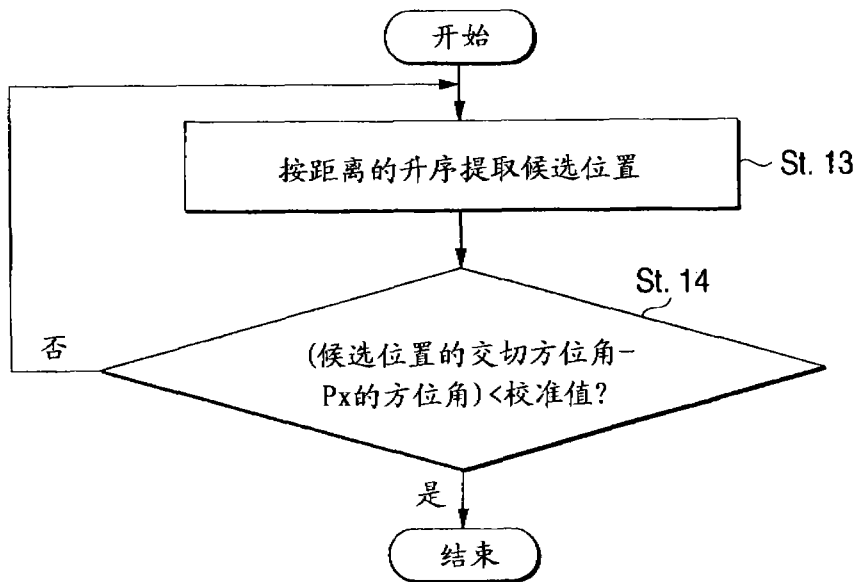 开始
按距离的升序提取候选位置
St. 13
St. 14
(候选位置的交切方位角-
Px的方位角)<校准值?
否
是
结束